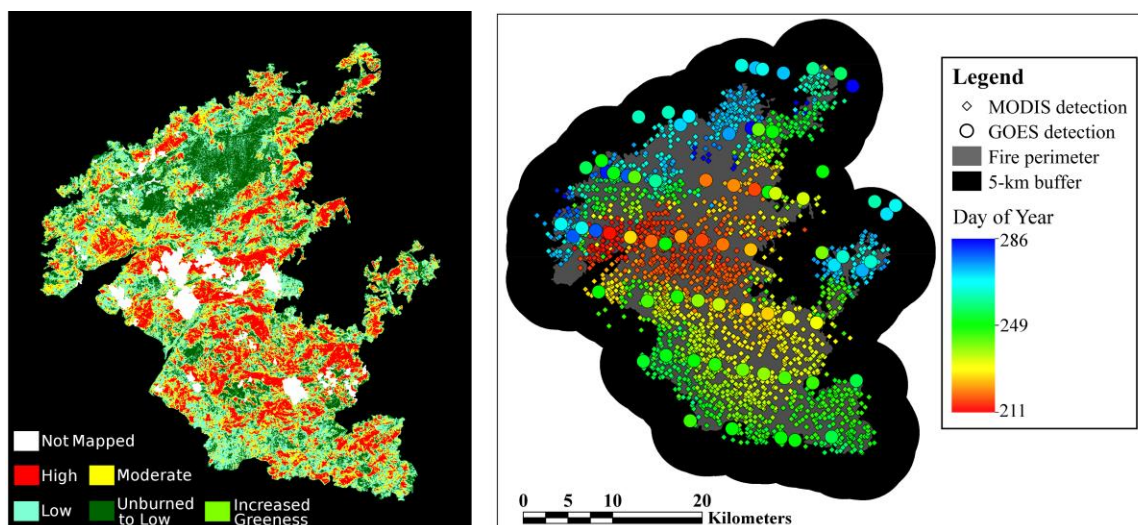 Not Mapped
High
Moderate
Low
Unburned
to Low
Increased
Greenness
Legend
MODIS detection
GOES detection
Fire perimeter
5-km buffer
Day of Year
286
249
211
0 5 10 20
Kilometers